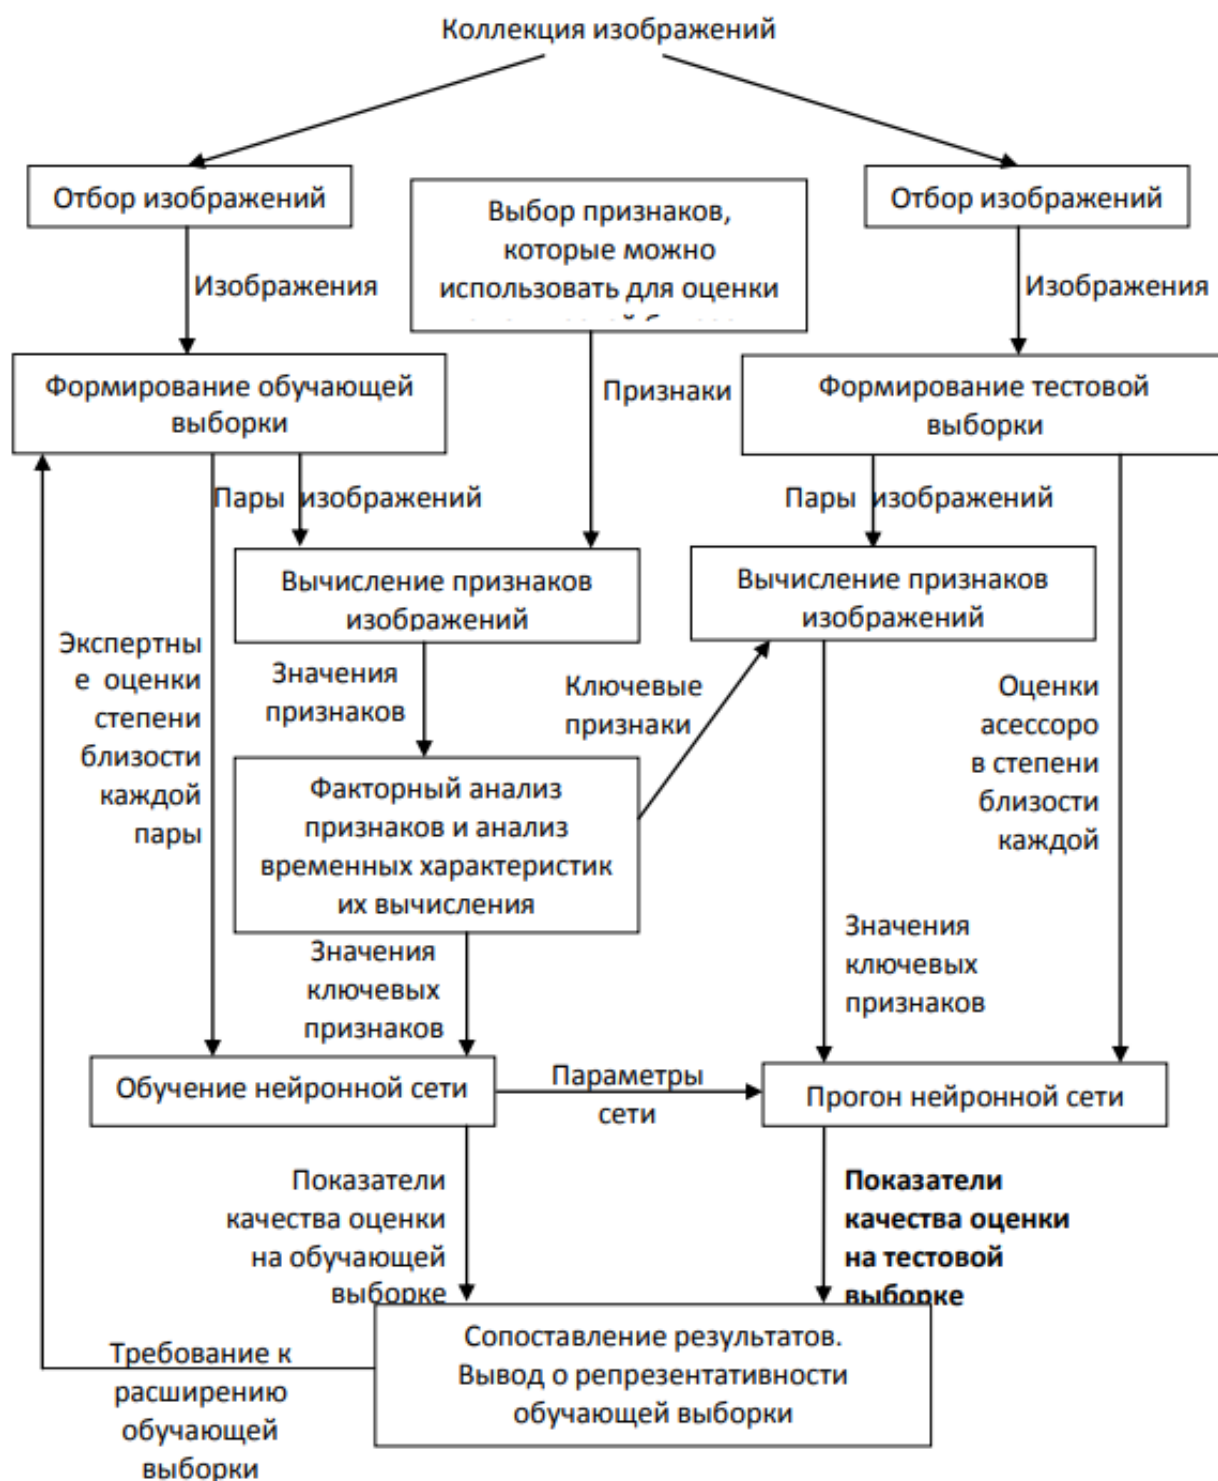 Коллекция изображений
Отбор изображений
Выбор признаков,
которые можно
использовать для оценки
Отбор изображений
Изображения
Изображения
Формирование обучающей
выборки
Признаки
Формирование тестовой
выборки
Пары изображений
Пары изображений
Вычисление признаков
изображений
Вычисление признаков
изображений
Экспертны
е оценки
степени
близости
каждой
пары
Значения
признаков
Ключевые
признаки
Оценки
асессоро
в степени
близости
каждой
Факторный анализ
признаков и анализ
временных характеристик
их вычисления
Значения
ключевых
признаков
Значения
ключевых
признаков
Обучение нейронной сети
Параметры
сети
Прогон нейронной сети
Показатели
качества оценки
на обучающей
выборке
Показатели
качества оценки
на тестовой
выборке
Сопоставление результатов.
Вывод о репрезентативности
обучающей выборки
Требование к
расширению
обучающей
выборки